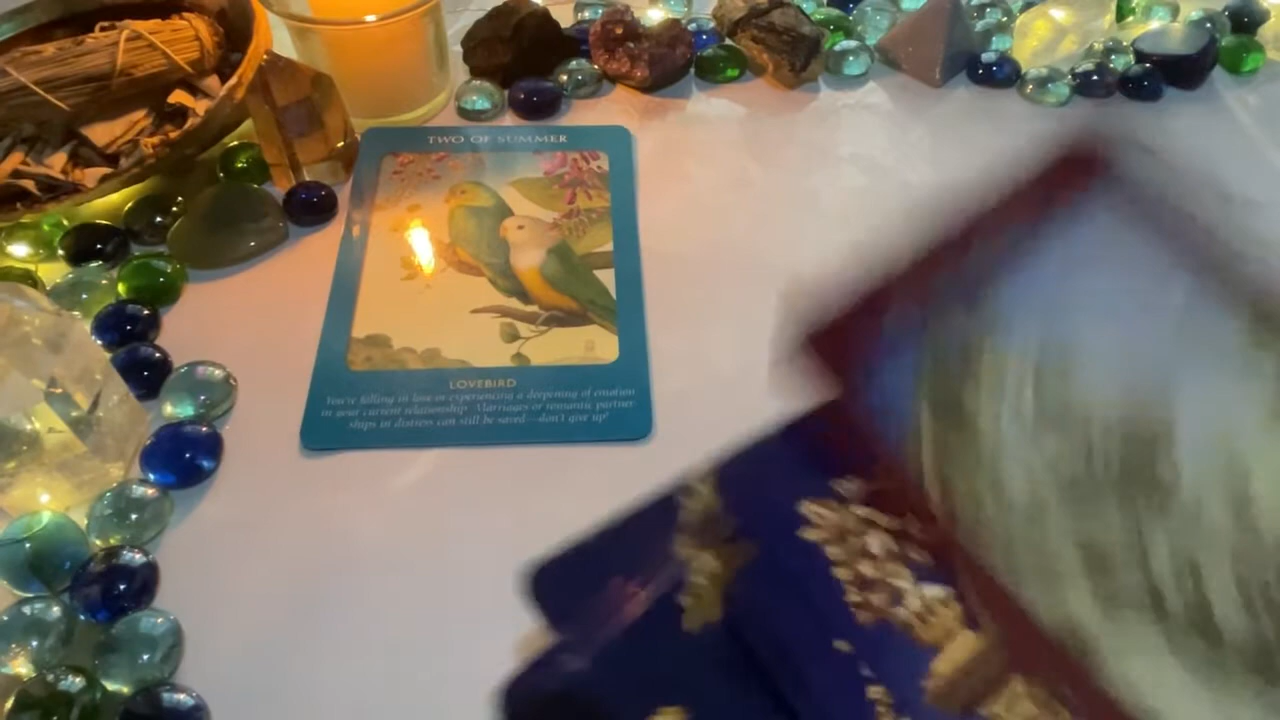 TWO OF SUMMER
LOVEBIRD
You're falling in love or experiencing a deepening of emotion
in your current relationship. Marriages or romantic partner-
ships in distress can still be saved—don't give up!